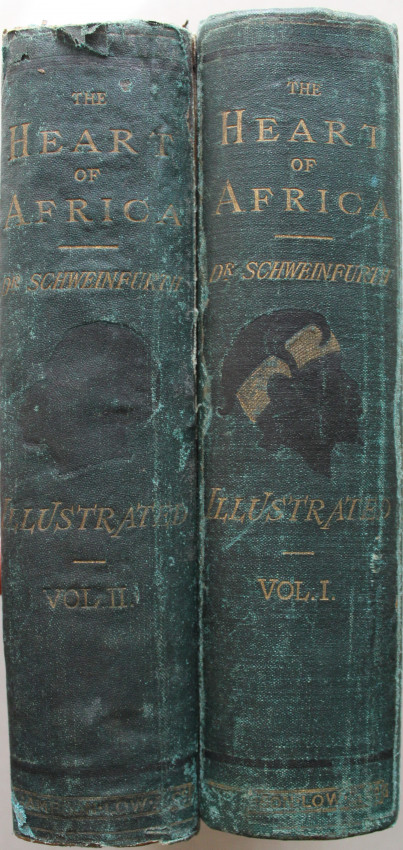 THE
HEART
OF
AFRICA
DR SCHWEINFURTH
ILLUSTRATED
VOL. II.
THE
HEART
OF
AFRICA
DR SCHWEINFURTH
ILLUSTRATED
VOL. I.